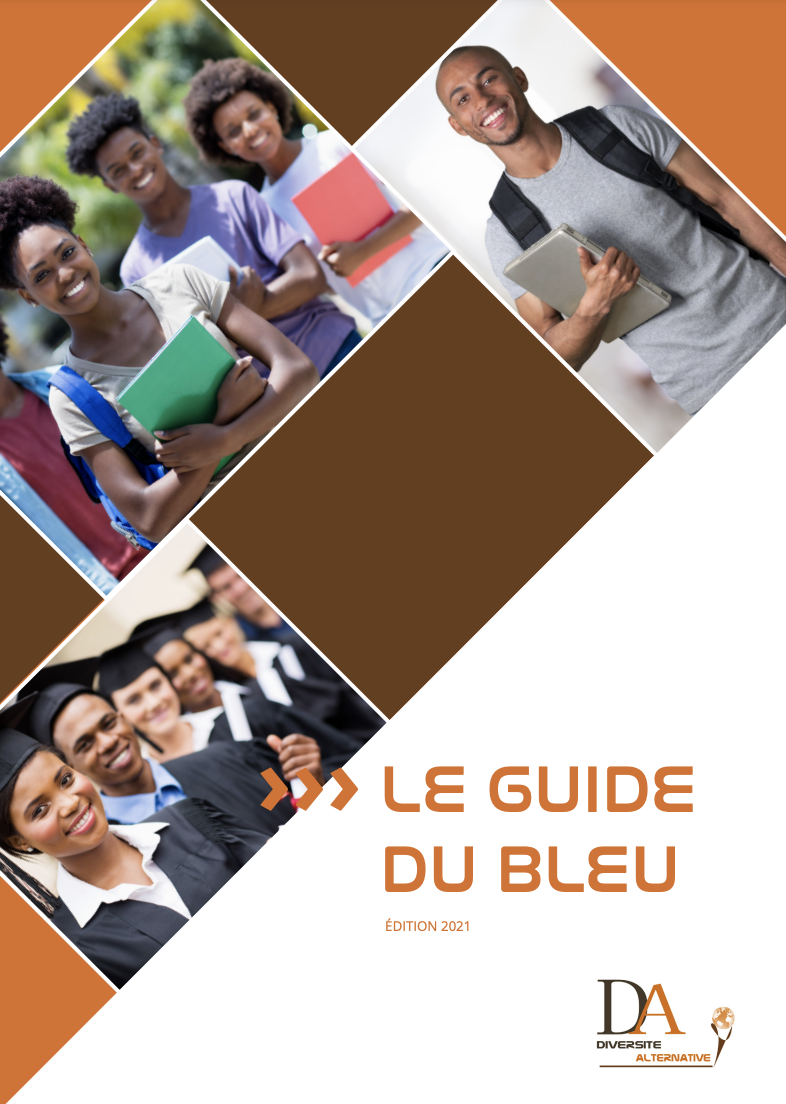 ››› LE GUIDE
DU BLEU
ÉDITION 2021
DA
DIVERSITE
ALTERNATIVE